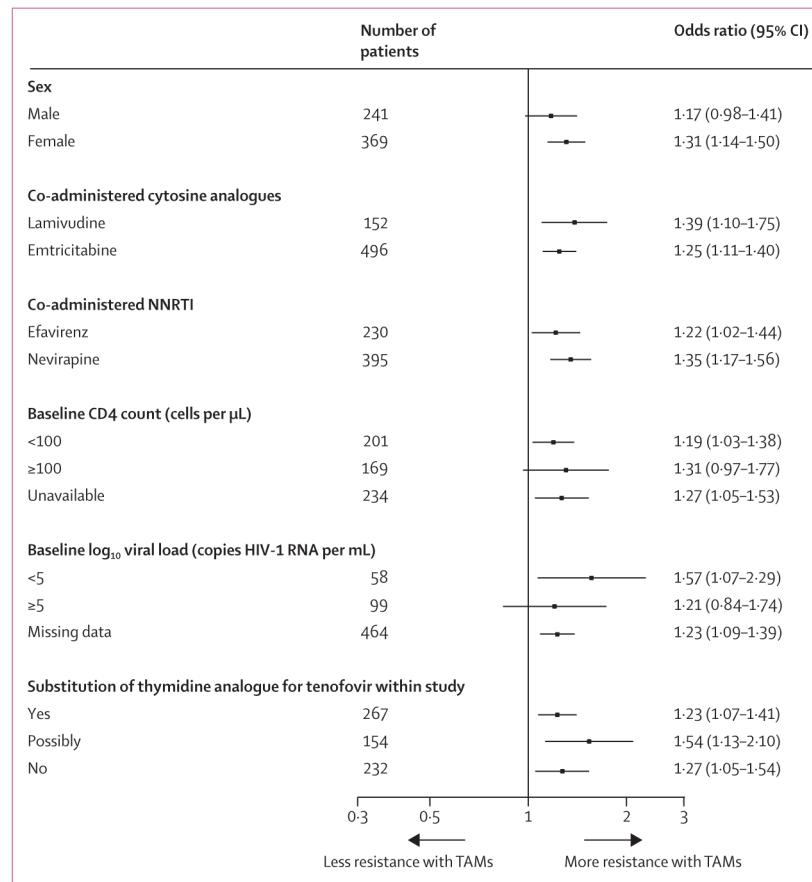 Number of patients Odds ratio (95% CI)
Sex
Male 241 1·17 (0·98–1·41)
Female 369 1·31 (1·14–1·50)
Co-administered cytosine analogues
Lamivudine 152 1·39 (1·10–1·75)
Emtricitabine 496 1·25 (1·11–1·40)
Co-administered NNRTI
Efavirenz 230 1·22 (1·02–1·44)
Nevirapine 395 1·35 (1·17–1·56)
Baseline CD4 count (cells per μL)
<100 201 1·19 (1·03–1·38)
≥100 169 1·31 (0·97–1·77)
Unavailable 234 1·27 (1·05–1·53)
Baseline log₁₀ viral load (copies HIV-1 RNA per mL)
<5 58 1·57 (1·07–2·29)
≥5 99 1·21 (0·84–1·74)
Missing data 464 1·23 (1·09–1·39)
Substitution of thymidine analogue for tenofovir within study
Yes 267 1·23 (1·07–1·41)
Possibly 154 1·54 (1·13–2·10)
No 232 1·27 (1·05–1·54)
0·3 0·5 1 2 3
Less resistance with TAMs More resistance with TAMs